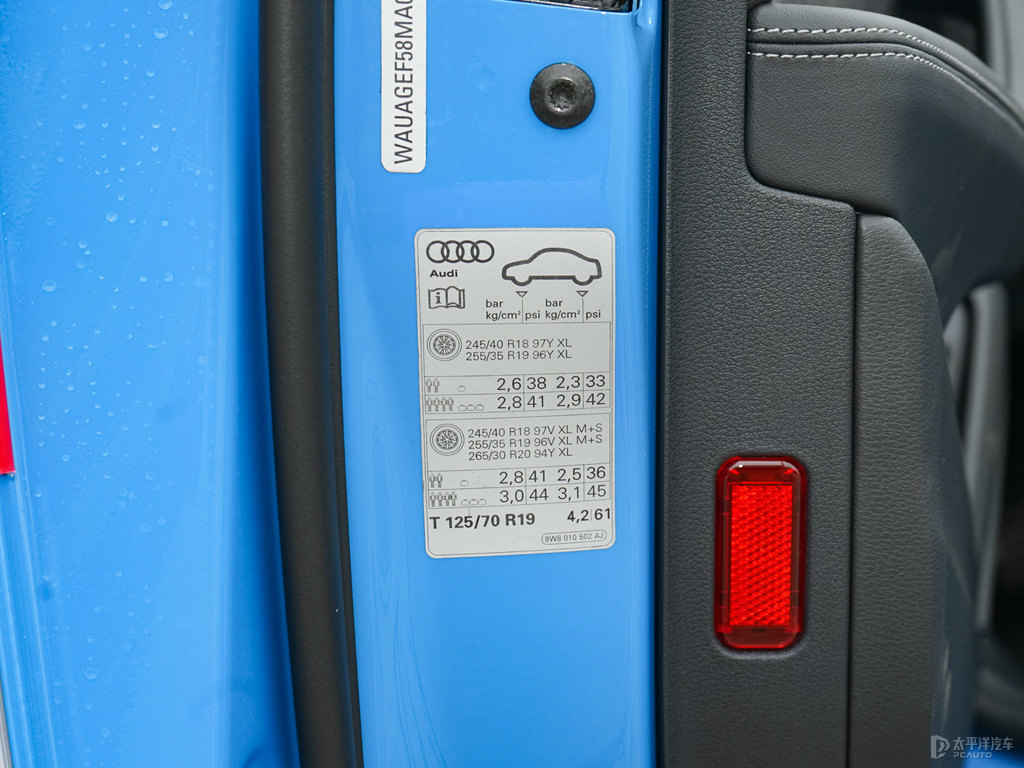 WAUAGEF58MA
Audi
i
bar bar
kg/cm² psi kg/cm² psi
245/40 R18 97Y XL
255/35 R19 96Y XL
2,6 38 2,3 33
2,8 41 2,9 42
245/40 R18 97V XL M+S
255/35 R19 96V XL M+S
265/30 R20 94Y XL
2,8 41 2,5 36
3,0 44 3,1 45
T 125/70 R19 4,2 61
8W8 010 502 AJ
太平洋汽车
PCAUTO